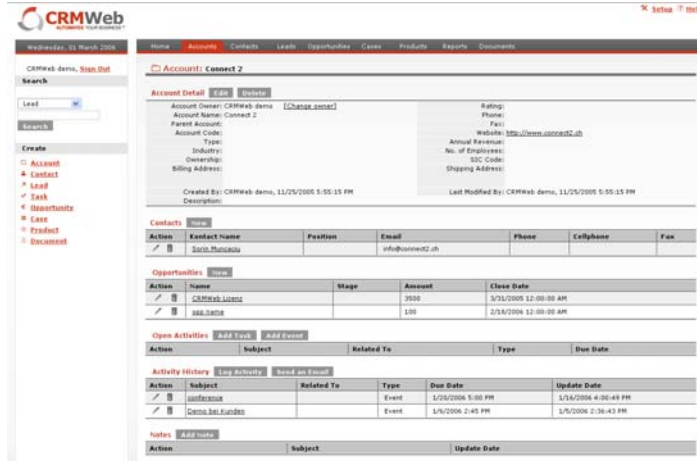 CRMWeb
AUTOMATES YOUR BUSINESS
Setup
Wednesday, 01 March 2006
Home Accounts Contacts Leads Opportunities Cases Products Reports Documents
CRMWeb demo, Sign Out
Search
Lead
Search
Create
Account
Contact
Lead
Task
Opportunity
Case
Product
Document
Account: Connect 2
Account Detail Edit Delete
Account Owner: CRMWeb demo [Change owner] Rating:
Account Name: Connect 2 Phone:
Parent Account: Fax:
Account Code: Website: http://www.connect2.ch
Type: Annual Revenue:
Industry: No. of Employees:
Ownership: SIC Code:
Billing Address: Shipping Address:
Created By: CRMWeb demo, 11/25/2005 5:55:15 PM Last Modified By: CRMWeb demo, 11/25/2005 5:55:15 PM
Description:
Contacts New
Action Kontact Name Position Email Phone Cellphone Fax
Sorin Muncaciu info@connect2.ch
Opportunities New
Action Name Stage Amount Close Date
CRMWeb Lizenz 3500 3/31/2005 12:00:00 AM
opp name 100 2/18/2006 12:00:00 AM
Open Activities Add Task Add Event
Action Subject Related To Type Due Date
Activity History Log Activity Send an Email
Action Subject Related To Type Due Date Update Date
conference Event 1/20/2006 5:00 PM 1/16/2006 4:00:49 PM
Demo bei Kunden Event 1/6/2006 2:45 PM 1/5/2006 2:36:43 PM
Notes Add Note
Action Subject Update Date